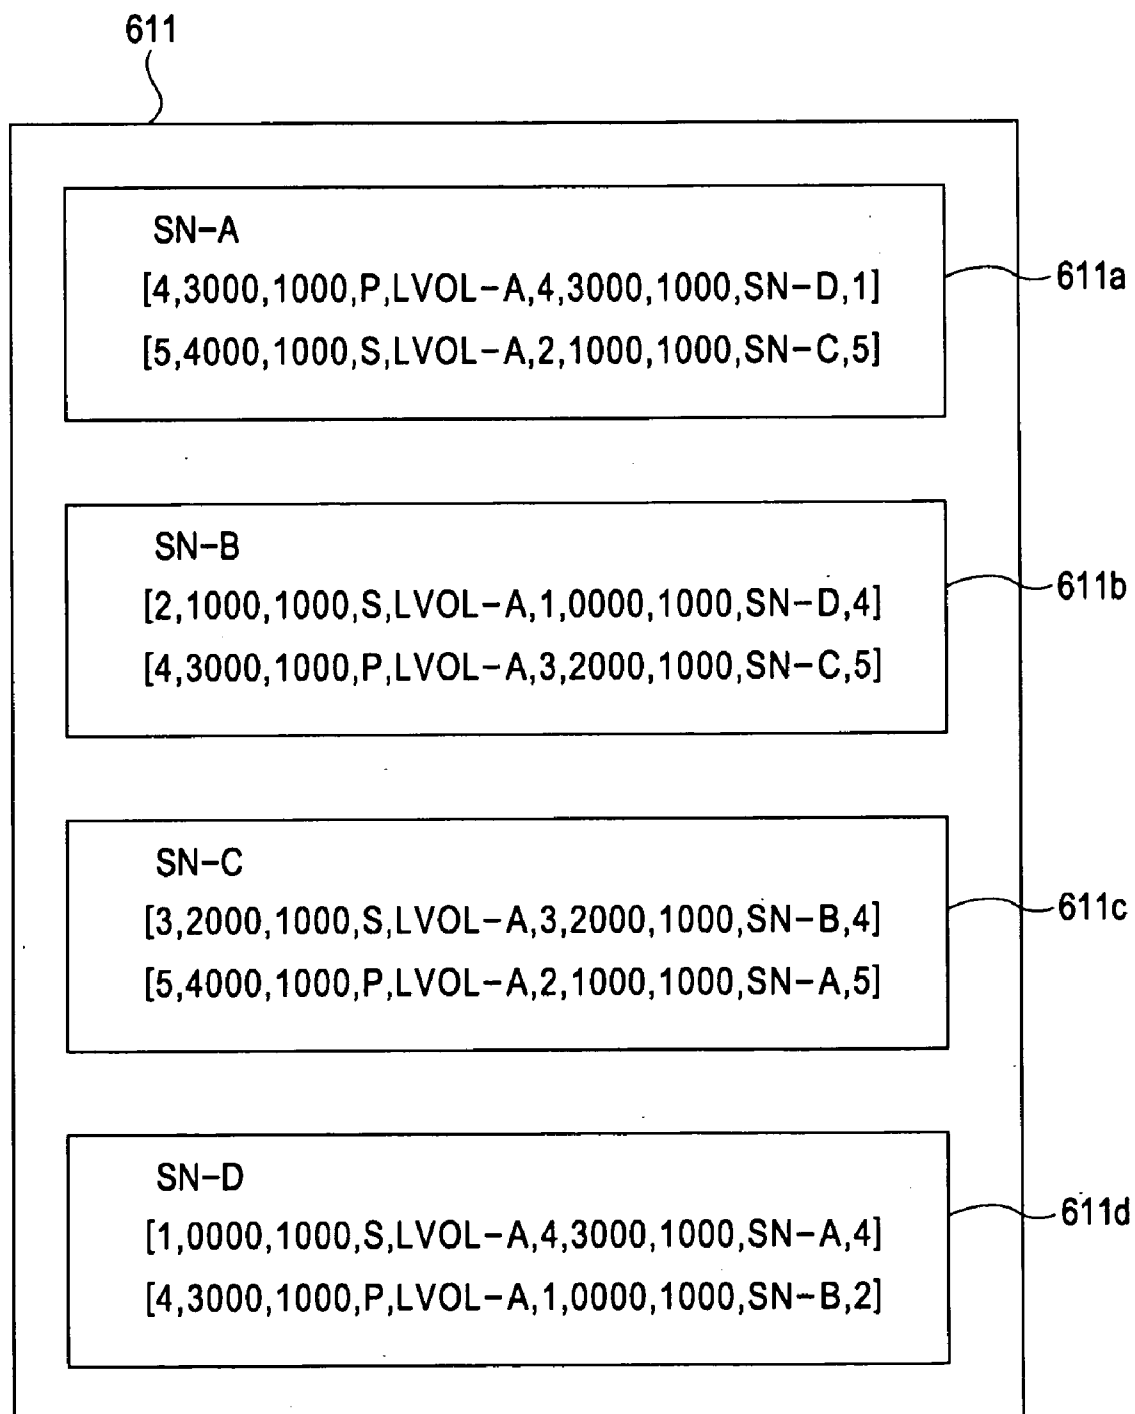 611
SN-A
[4,3000,1000,P,LVOL-A,4,3000,1000,SN-D,1]
[5,4000,1000,S,LVOL-A,2,1000,1000,SN-C,5]
611a
SN-B
[2,1000,1000,S,LVOL-A,1,0000,1000,SN-D,4]
[4,3000,1000,P,LVOL-A,3,2000,1000,SN-C,5]
611b
SN-C
[3,2000,1000,S,LVOL-A,3,2000,1000,SN-B,4]
[5,4000,1000,P,LVOL-A,2,1000,1000,SN-A,5]
611c
SN-D
[1,0000,1000,S,LVOL-A,4,3000,1000,SN-A,4]
[4,3000,1000,P,LVOL-A,1,0000,1000,SN-B,2]
611d